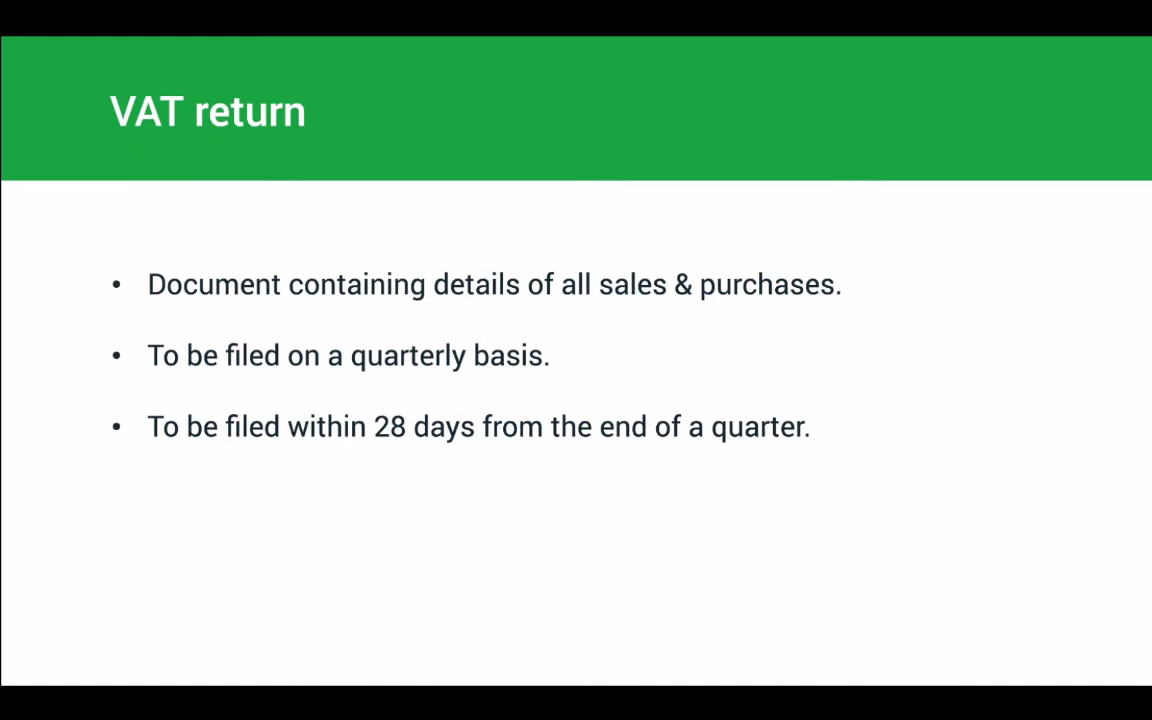 VAT return
• Document containing details of all sales & purchases.
• To be filed on a quarterly basis.
• To be filed within 28 days from the end of a quarter.